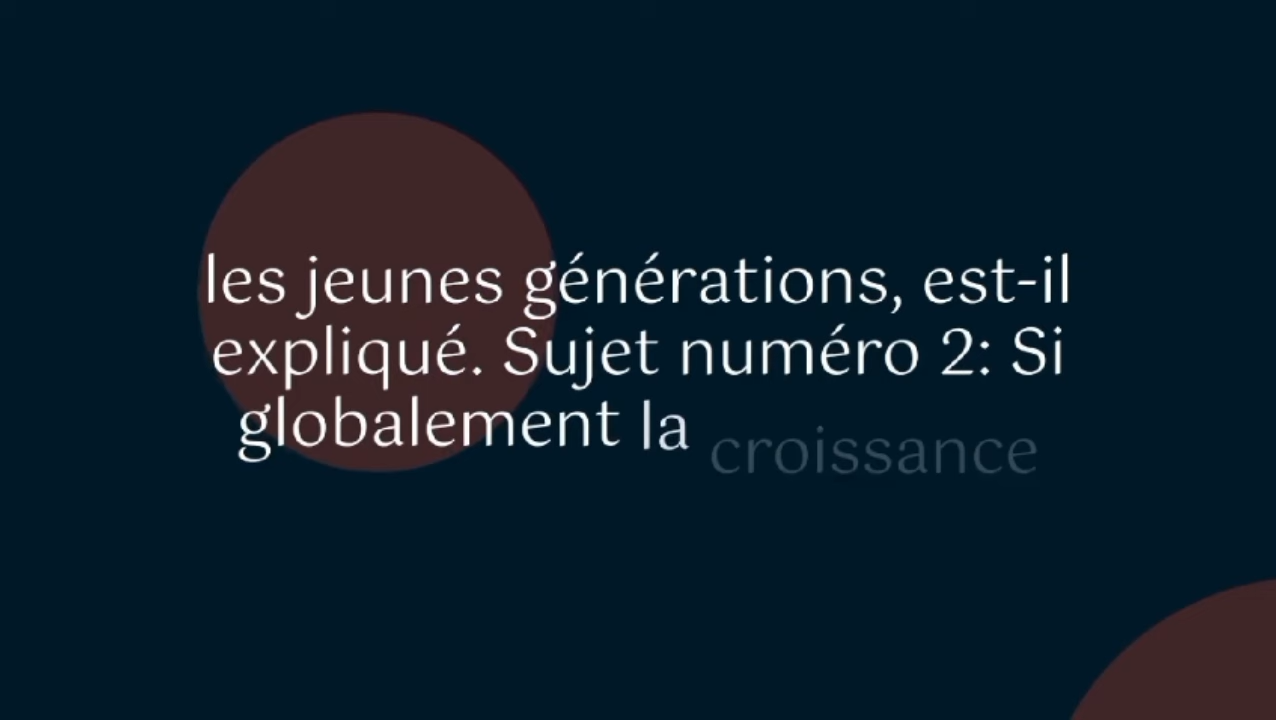 les jeunes générations, est-il
expliqué. Sujet numéro 2: Si
globalement la croissance